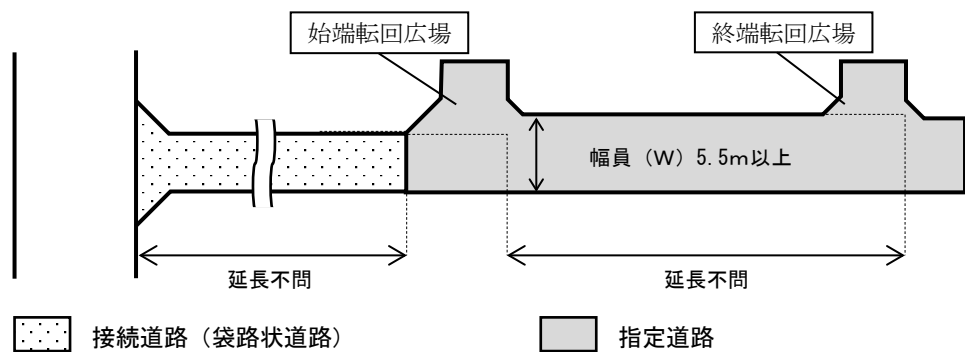 始端転回広場
終端転回広場
幅員（W）5.5m以上
延長不問
延長不問
接続道路（袋路状道路）
指定道路